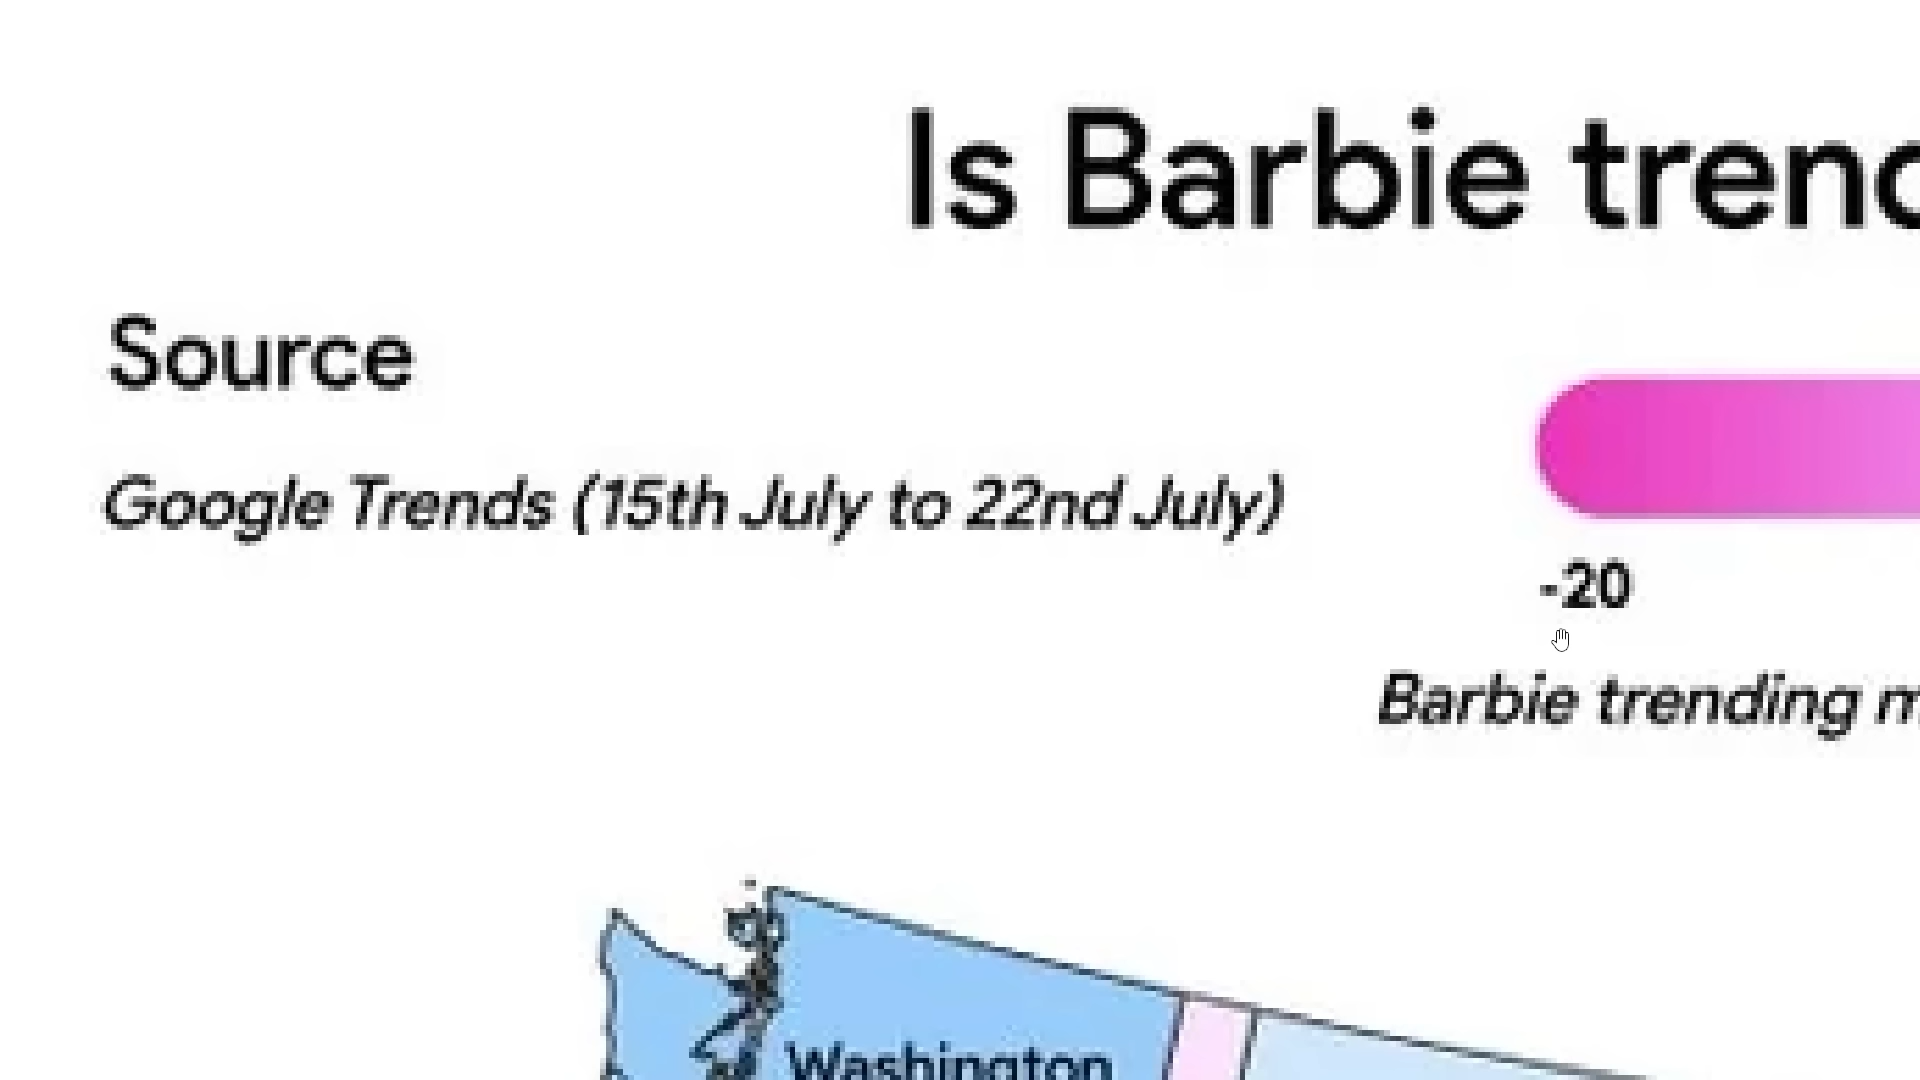 Is Barbie trend
Source
Google Trends (15th July to 22nd July)
-20
Barbie trending m
Washington